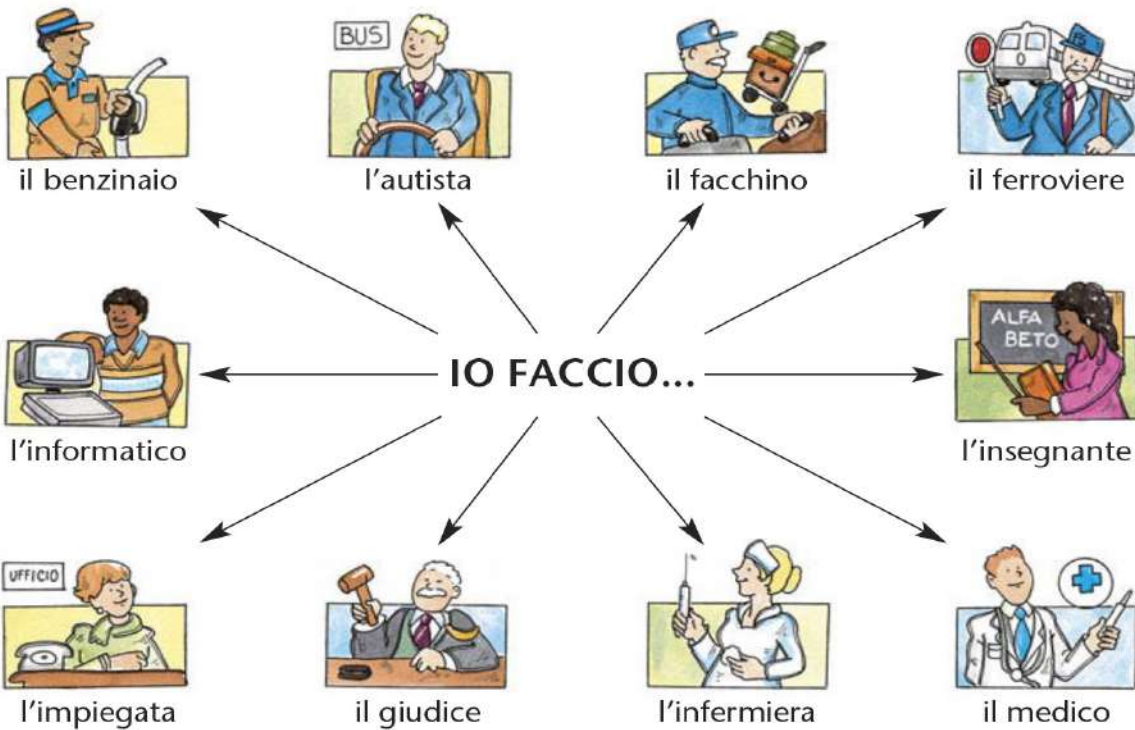 BUS
FS
il benzinaio
l'autista
il facchino
il ferroviere
IO FACCIO...
ALFA
BETO
l'informatico
l'insegnante
UFFICIO
l'impiegata
il giudice
l'infermiera
il medico